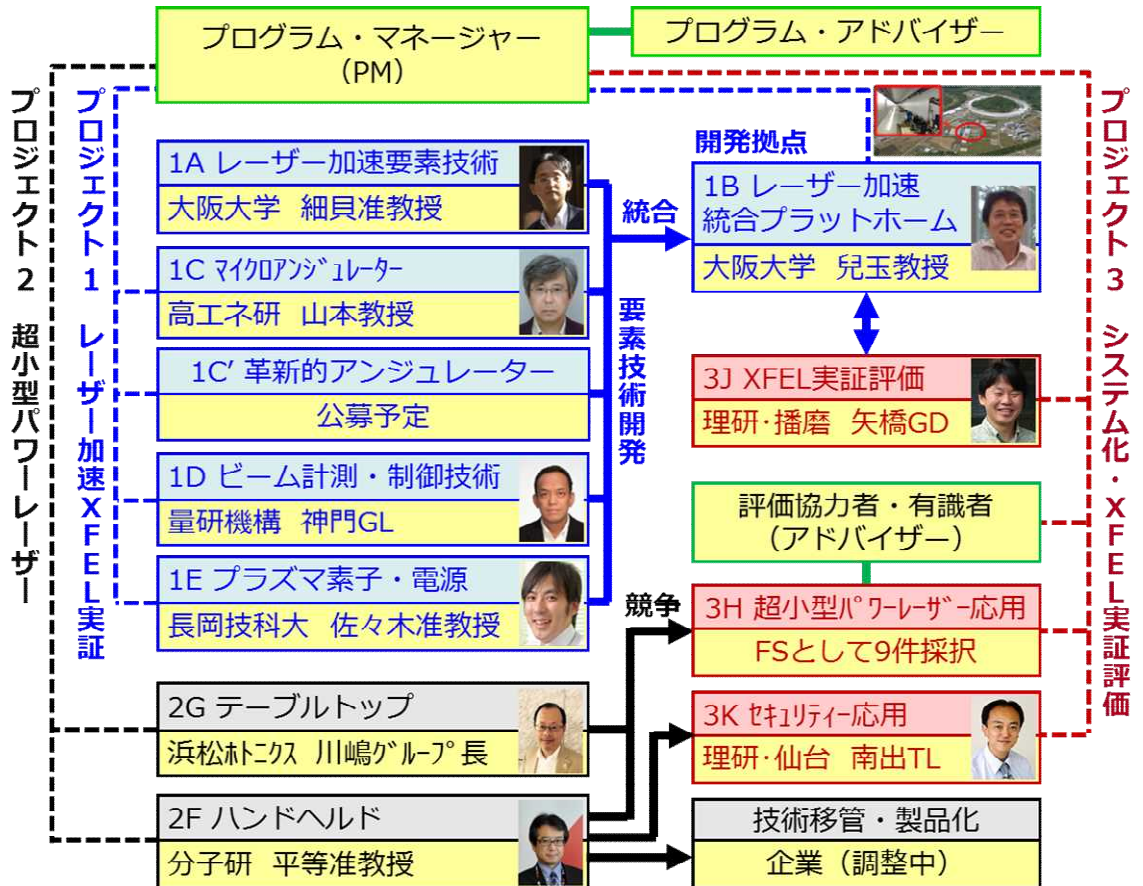 プログラム・マネージャー
(PM)
プログラム・アドバイザー
プロジェクト２　超小型パワーレーザー
プロジェクト１　レーザー加速XFEL実証
プロジェクト３　システム化・XFEL実証評価
1A レーザー加速要素技術
大阪大学 細貝准教授
1C ﾏｲｸﾛｱﾝｼﾞｭﾚｰﾀｰ
高エネ研 山本教授
1C′ 革新的アンジュレーター
公募予定
1D ビーム計測・制御技術
量研機構 神門GL
1E プラズマ素子・電源
長岡技科大 佐々木准教授
統合
要素技術開発
開発拠点
1B レーザー加速
統合プラットホーム
大阪大学 兒玉教授
3J XFEL実証評価
理研･播磨 矢橋GD
評価協力者・有識者
（アドバイザー）
競争
3H 超小型ﾊﾟﾜｰﾚｰｻﾞｰ応用
FSとして9件採択
2G テーブルトップ
浜松ﾎﾄﾆｸｽ 川嶋ｸﾞﾙｰﾌﾟ長
3K ｾｷｭﾘﾃｨｰ応用
理研･仙台 南出TL
2F ハンドヘルド
分子研 平等准教授
技術移管・製品化
企業（調整中）